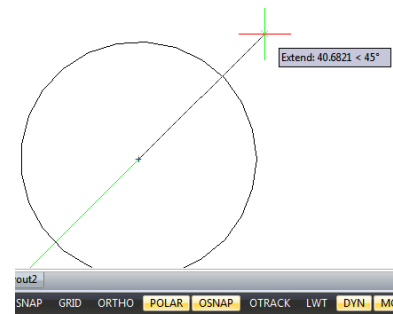 Extend: 40.6821 < 45°
out2
SNAP GRID ORTHO POLAR OSNAP OTRACK LWT DYN MO